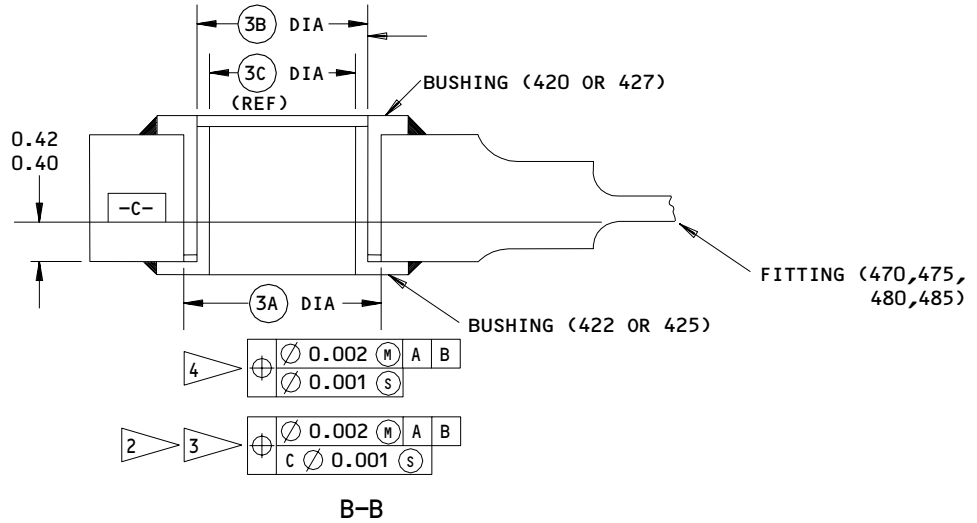 3B DIA
3C DIA
(REF)
BUSHING (420 OR 427)
0.42
0.40
-C-
FITTING (470,475,
480,485)
3A DIA
BUSHING (422 OR 425)
4
⌖ ∅ 0.002 Ⓜ A B
∅ 0.001 Ⓢ
2 3
⌖ ∅ 0.002 Ⓜ A B
C ∅ 0.001 Ⓢ
B-B